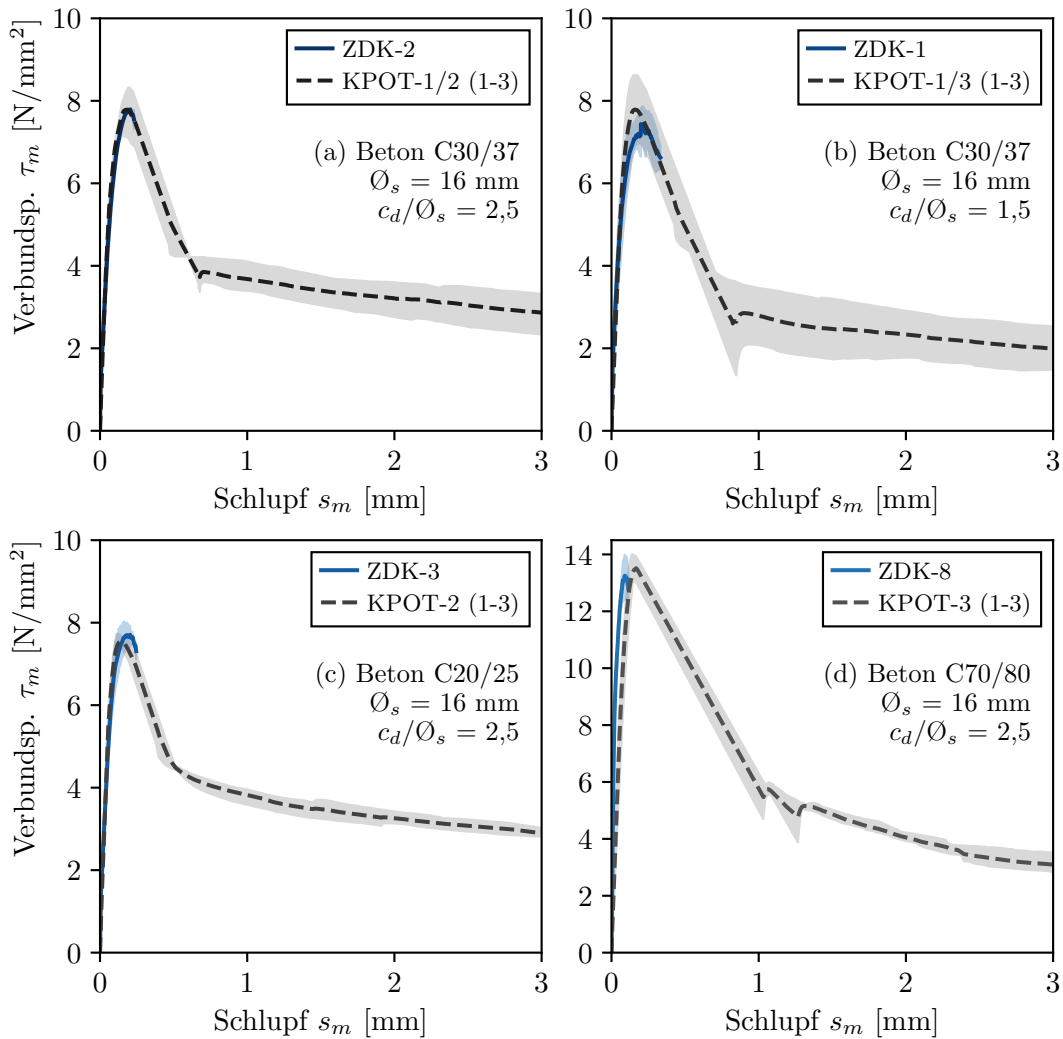 10
8
6
4
2
0
Verbundsp. τm [N/mm²]
ZDK-2
KPOT-1/2 (1-3)
(a) Beton C30/37
Øs = 16 mm
cd/Øs = 2,5
0 1 2 3
Schlupf sm [mm]
10
8
6
4
2
0
ZDK-1
KPOT-1/3 (1-3)
(b) Beton C30/37
Øs = 16 mm
cd/Øs = 1,5
0 1 2 3
Schlupf sm [mm]
10
8
6
4
2
0
Verbundsp. τm [N/mm²]
ZDK-3
KPOT-2 (1-3)
(c) Beton C20/25
Øs = 16 mm
cd/Øs = 2,5
0 1 2 3
Schlupf sm [mm]
14
12
10
8
6
4
2
0
ZDK-8
KPOT-3 (1-3)
(d) Beton C70/80
Øs = 16 mm
cd/Øs = 2,5
0 1 2 3
Schlupf sm [mm]